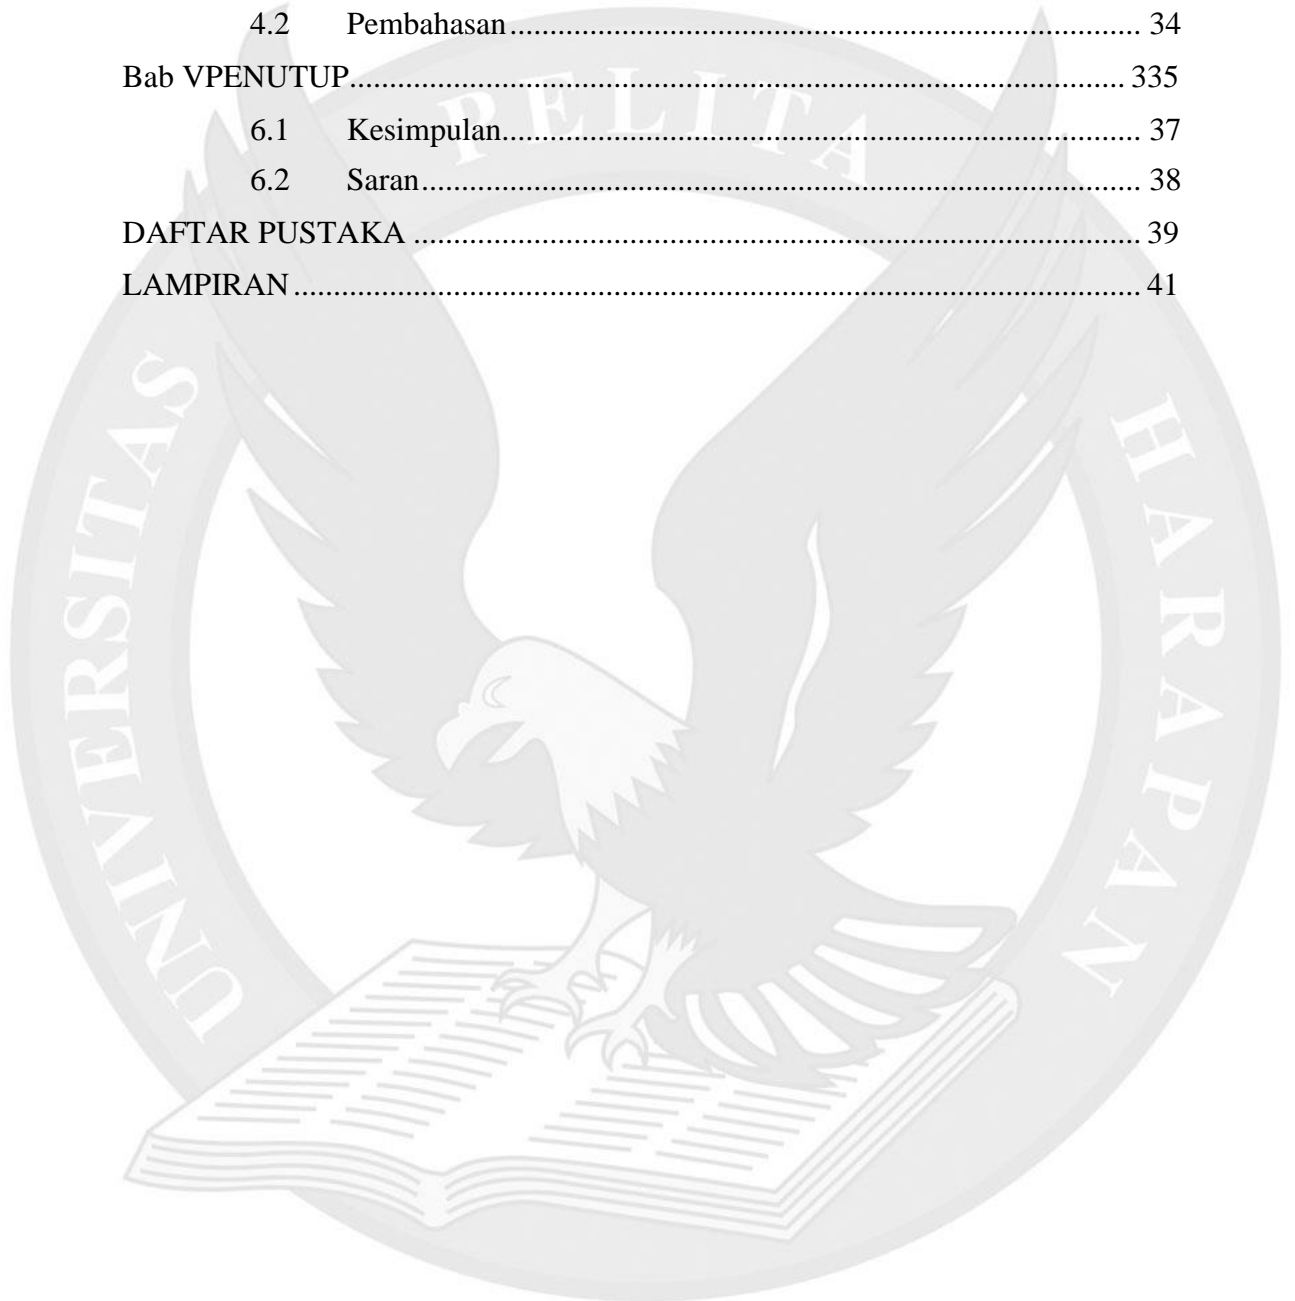 4.2 Pembahasan ........................................................................ 34
Bab VPENUTUP ........................................................................ 335
6.1 Kesimpulan ........................................................................ 37
6.2 Saran ........................................................................ 38
DAFTAR PUSTAKA ........................................................................ 39
LAMPIRAN ........................................................................ 41
UNIVERSITAS PELITA HARAPAN